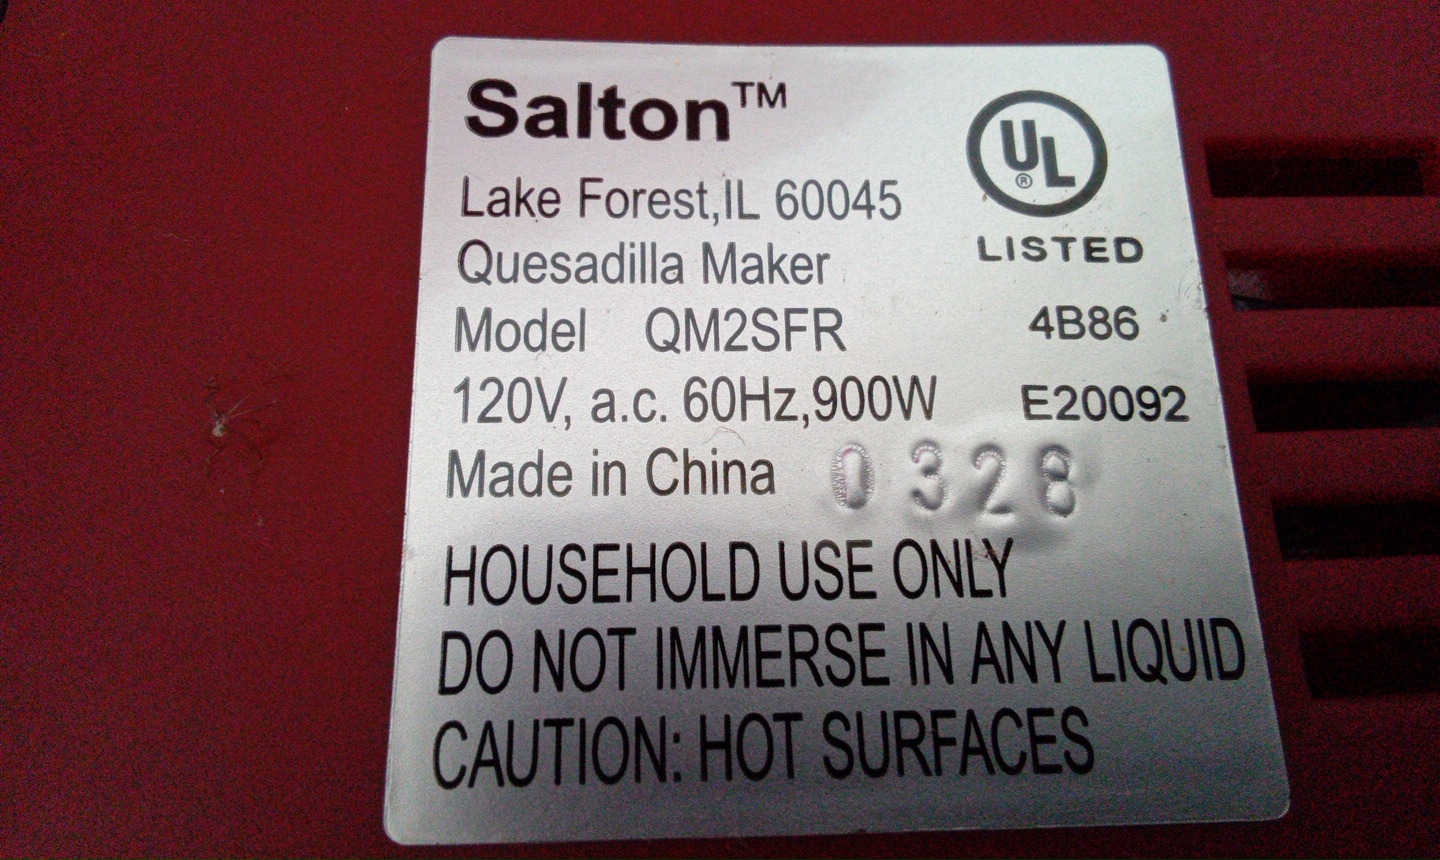 Salton™
Lake Forest,IL 60045
Quesadilla Maker
Model QM2SFR
120V, a.c. 60Hz,900W
Made in China 0328
HOUSEHOLD USE ONLY
DO NOT IMMERSE IN ANY LIQUID
CAUTION: HOT SURFACES
UL®
LISTED
4B86
E20092